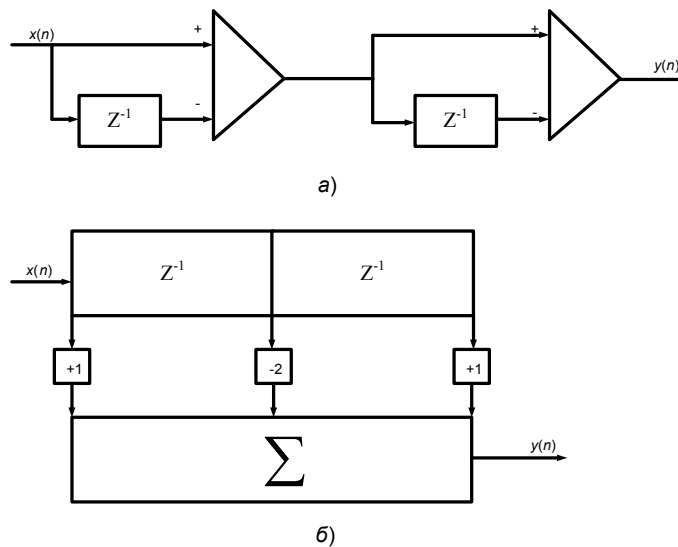 x(n) + y(n)
Z⁻¹ - Z⁻¹ -
+
а)
x(n) Z⁻¹ Z⁻¹
+1 -2 +1
Σ y(n)
б)